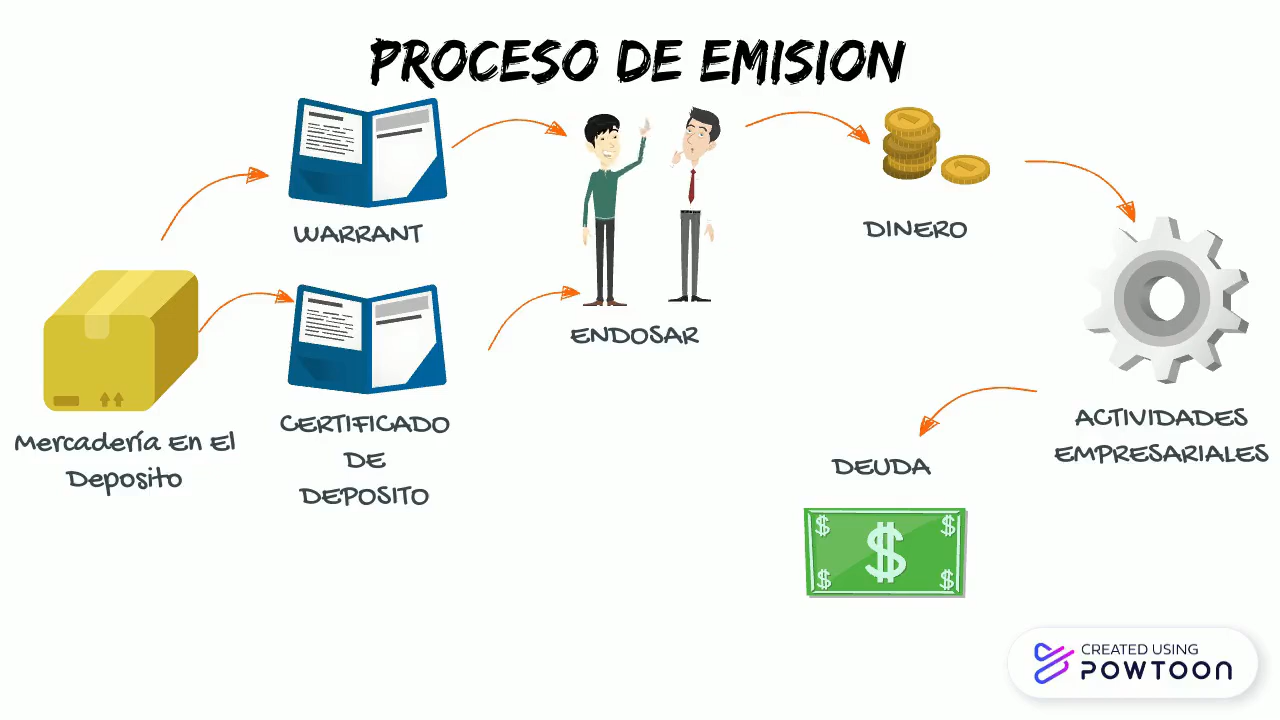 PROCESO DE EMISION
WARRANT
DINERO
ENDOSAR
CERTIFICADO
DE
DEPOSITO
Mercadería En El
Deposito
ACTIVIDADES
EMPRESARIALES
DEUDA
$ $
$
$ $
CREATED USING
POWTOON